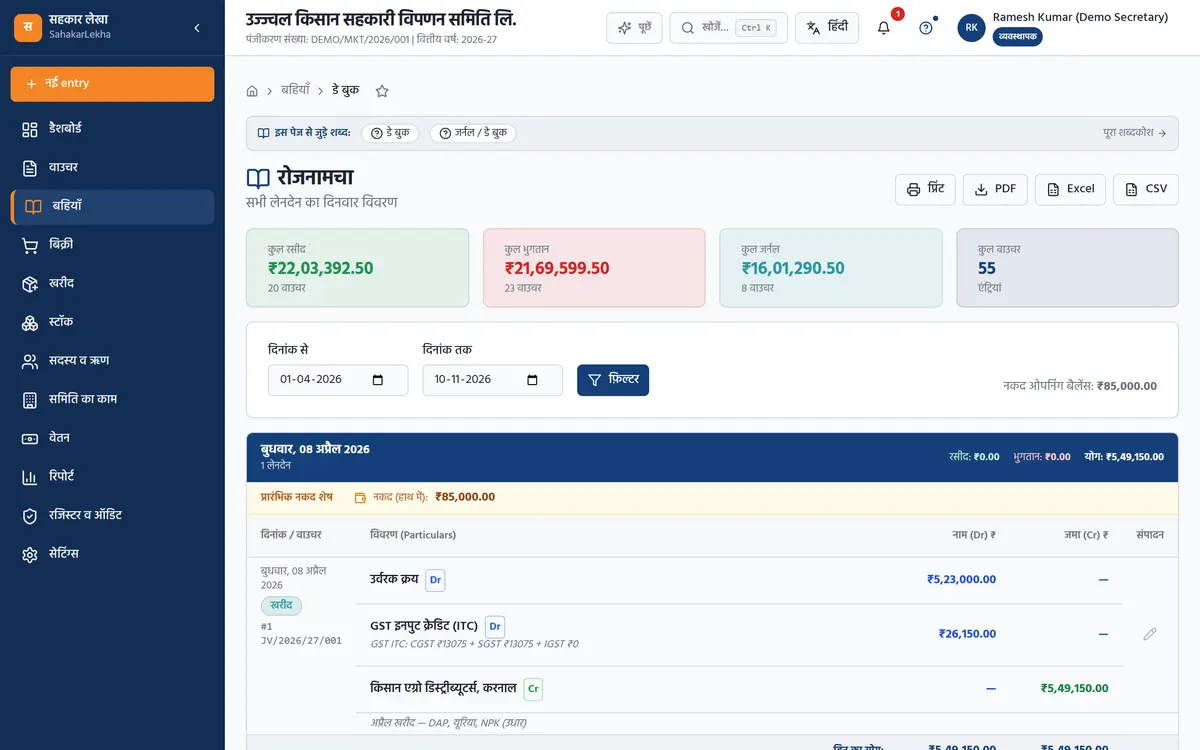 स
सहकार लेखा
SahakarLekha
+ नई entry
डैशबोर्ड
वाउचर
बहियाँ
बिक्री
खरीद
स्टॉक
सदस्य व ऋण
समिति का काम
वेतन
रिपोर्ट
रजिस्टर व ऑडिट
सेटिंग्स
उज्ज्वल किसान सहकारी विपणन समिति लि.
पंजीकरण संख्या: DEMO/MKT/2026/001 | वित्तीय वर्ष: 2026-27
पूछें
खोजें... Ctrl K
हिंदी
1
RK
Ramesh Kumar (Demo Secretary)
व्यवस्थापक
बहियाँ > डे बुक
इस पेज से जुड़े शब्द: डे बुक जर्नल / डे बुक पूरा शब्दकोश →
रोजनामचा
सभी लेनदेन का दिनवार विवरण
प्रिंट PDF Excel CSV
कुल रसीद
₹22,03,392.50
20 वाउचर
कुल भुगतान
₹21,69,599.50
23 वाउचर
कुल जर्नल
₹16,01,290.50
8 वाउचर
कुल वाउचर
55
एंट्रियां
दिनांक से
01-04-2026
दिनांक तक
10-11-2026
फ़िल्टर
नकद ओपनिंग बैलेंस: ₹85,000.00
बुधवार, 08 अप्रैल 2026
1 लेनदेन
रसीद: ₹0.00 भुगतान: ₹0.00 योग: ₹5,49,150.00
प्रारंभिक नकद शेष नकद (हाथ में): ₹85,000.00
दिनांक / वाउचर विवरण (Particulars) नाम (Dr) ₹ जमा (Cr) ₹ संपादन
बुधवार, 08 अप्रैल
2026
खरीद
#1
JV/2026/27/001
उर्वरक क्रय Dr ₹5,23,000.00 —
GST इनपुट क्रेडिट (ITC) Dr ₹26,150.00 —
GST ITC: CGST ₹13075 + SGST ₹13075 + IGST ₹0
किसान एग्रो डिस्ट्रीब्यूटर्स, करनाल Cr — ₹5,49,150.00
अप्रैल खरीद — DAP, यूरिया, NPK (उधार)
दिन का योग: ₹5,49,150.00 ₹5,49,150.00